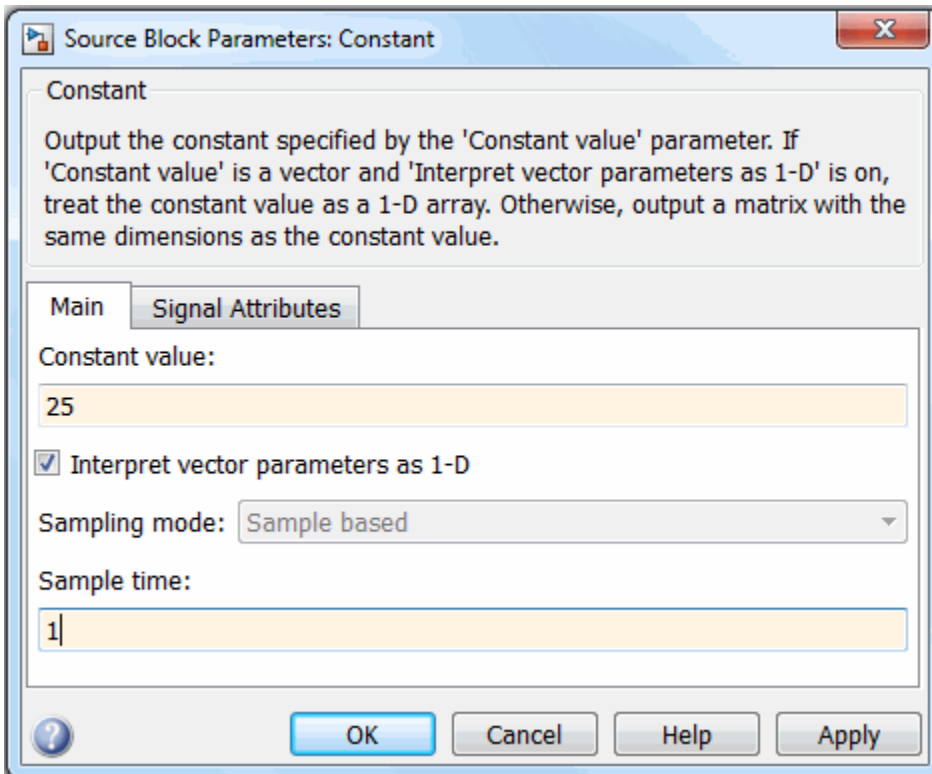 Source Block Parameters: Constant
X
Constant
Output the constant specified by the 'Constant value' parameter. If
'Constant value' is a vector and 'Interpret vector parameters as 1-D' is on,
treat the constant value as a 1-D array. Otherwise, output a matrix with the
same dimensions as the constant value.
Main Signal Attributes
Constant value:
25
Interpret vector parameters as 1-D
Sampling mode: Sample based
Sample time:
1
? OK Cancel Help Apply